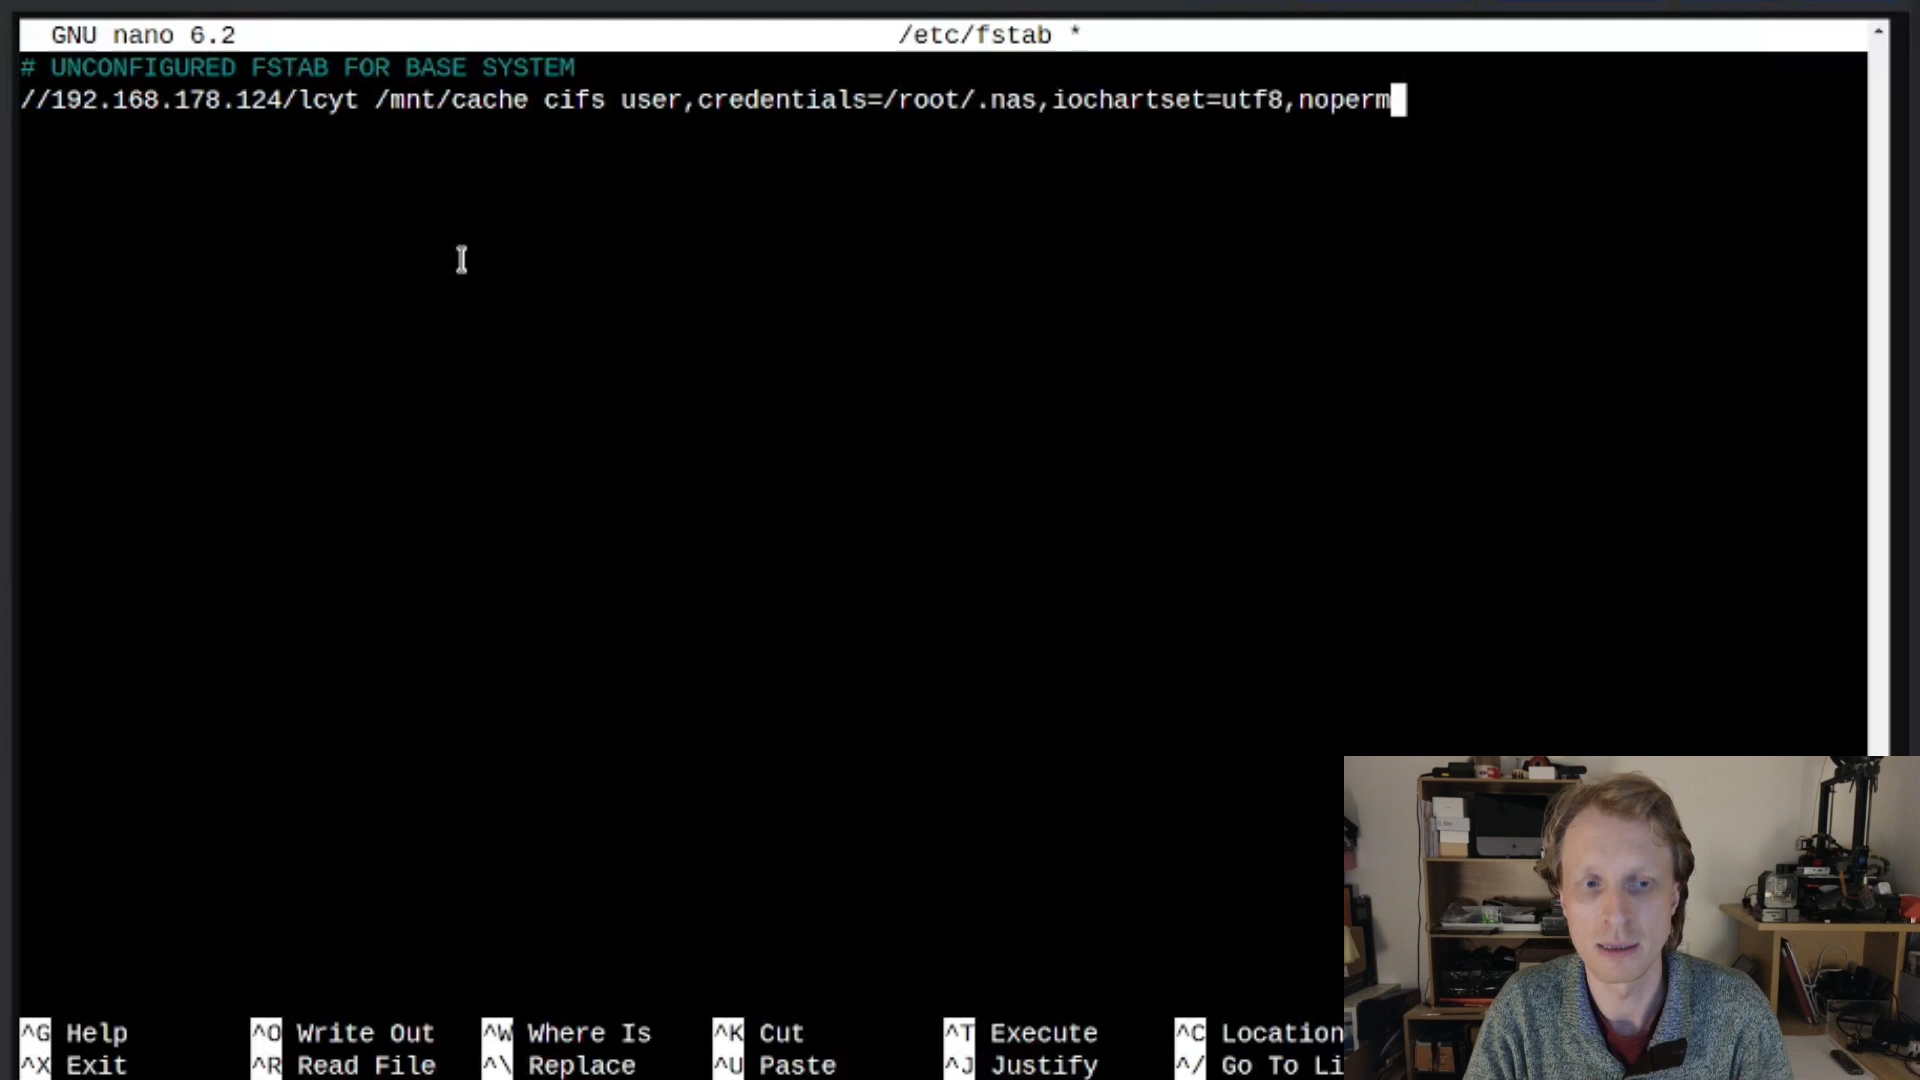 GNU nano 6.2 /etc/fstab *
# UNCONFIGURED FSTAB FOR BASE SYSTEM
//192.168.178.124/lcyt /mnt/cache cifs user,credentials=/root/.nas,iochartset=utf8,noperm
^G Help ^O Write Out ^W Where Is ^K Cut ^T Execute ^C Location
^X Exit ^R Read File ^\ Replace ^U Paste ^J Justify ^/ Go To Li